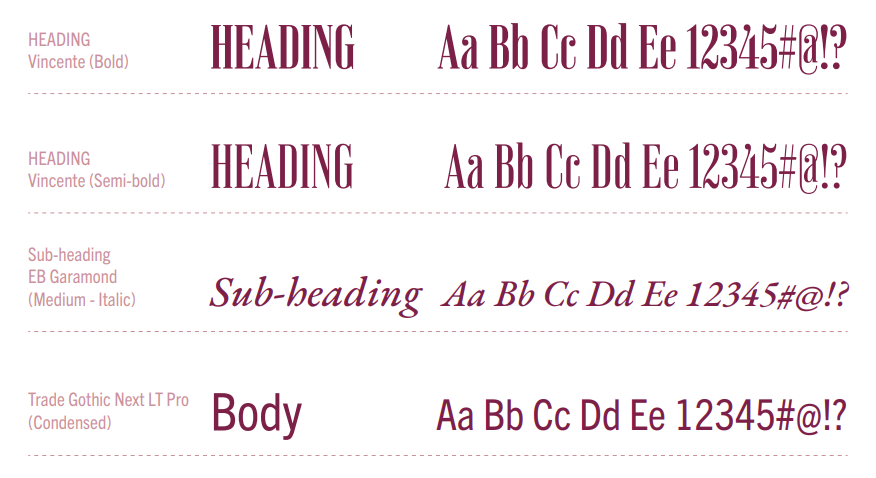 HEADING
Vincente (Bold)
HEADING
Aa Bb Cc Dd Ee 12345#@!?
HEADING
Vincente (Semi-bold)
HEADING
Aa Bb Cc Dd Ee 12345#@!?
Sub-heading
EB Garamond
(Medium - Italic)
Sub-heading
Aa Bb Cc Dd Ee 12345#@!?
Trade Gothic Next LT Pro
(Condensed)
Body
Aa Bb Cc Dd Ee 12345#@!?